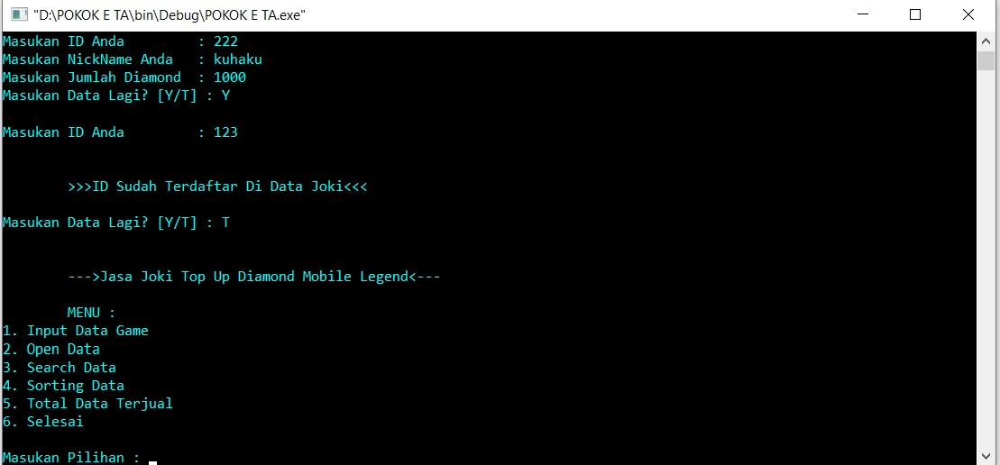 "D:\POKOK E TA\bin\Debug\POKOK E TA.exe"
Masukan ID Anda         : 222
Masukan NickName Anda   : kuhaku
Masukan Jumlah Diamond  : 1000
Masukan Data Lagi? [Y/T] : Y
Masukan ID Anda         : 123
>>>ID Sudah Terdaftar Di Data Joki<<<
Masukan Data Lagi? [Y/T] : T
--->Jasa Joki Top Up Diamond Mobile Legend<---
MENU :
1. Input Data Game
2. Open Data
3. Search Data
4. Sorting Data
5. Total Data Terjual
6. Selesai
Masukan Pilihan :